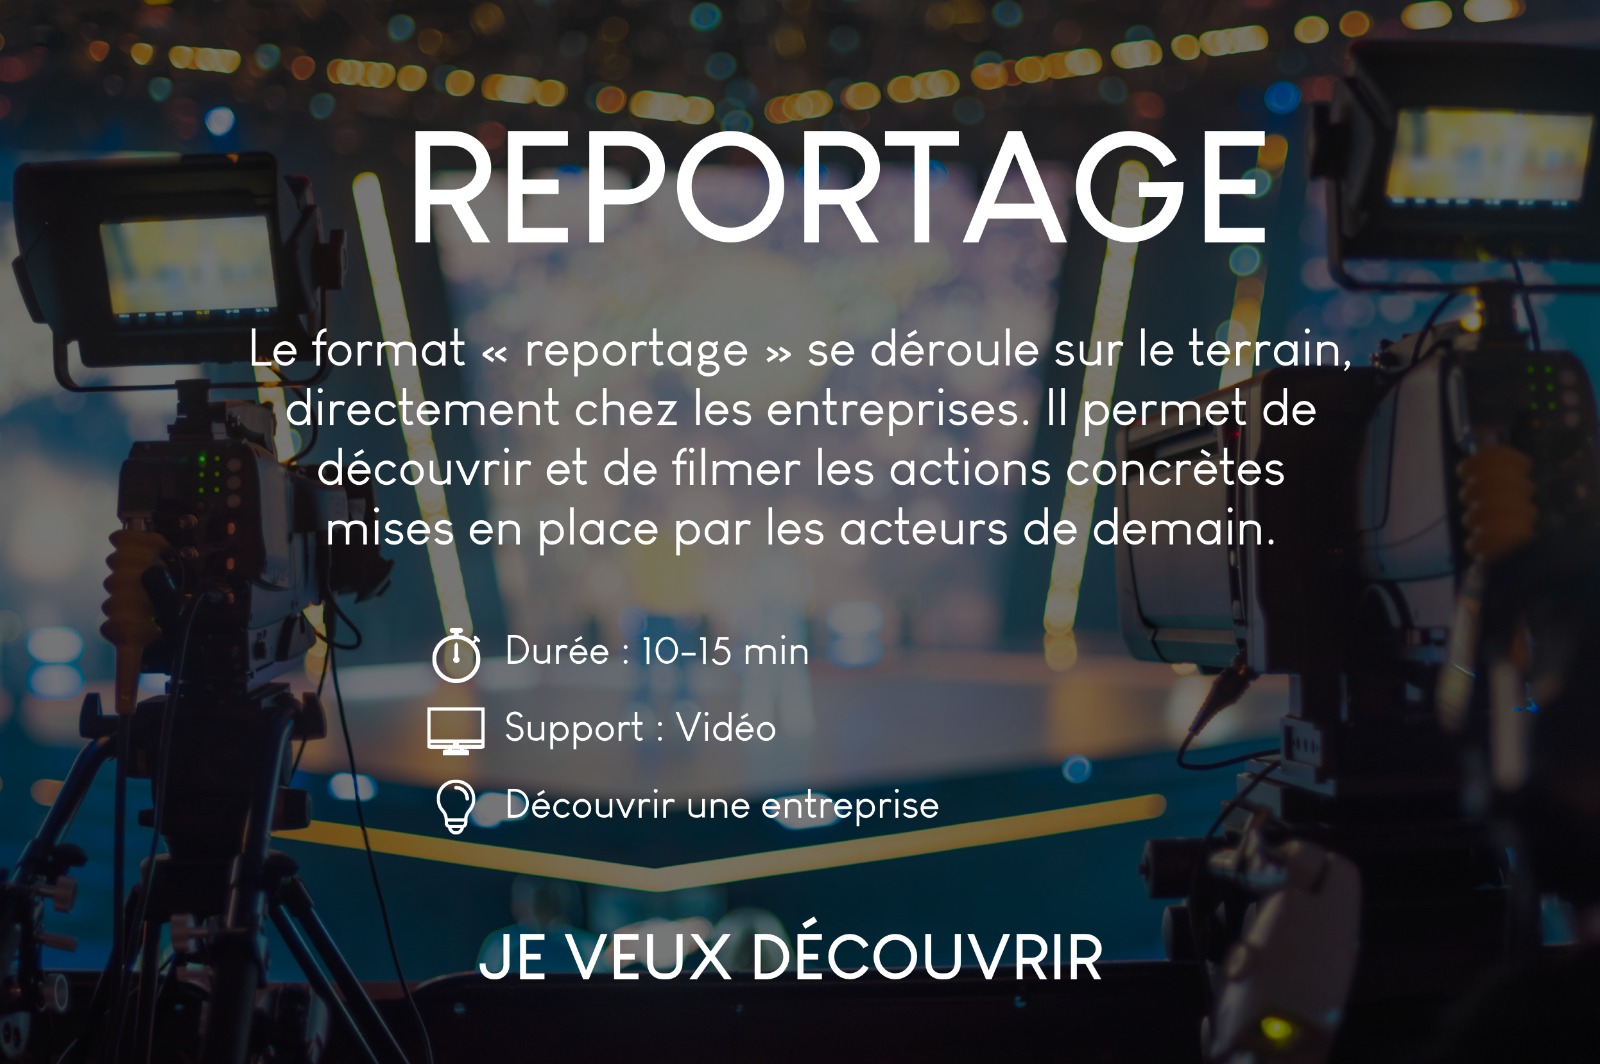 REPORTAGE
Le format « reportage » se déroule sur le terrain,
directement chez les entreprises. Il permet de
découvrir et de filmer les actions concrètes
mises en place par les acteurs de demain.
Durée : 10-15 min
Support : Vidéo
Découvrir une entreprise
JE VEUX DÉCOUVRIR